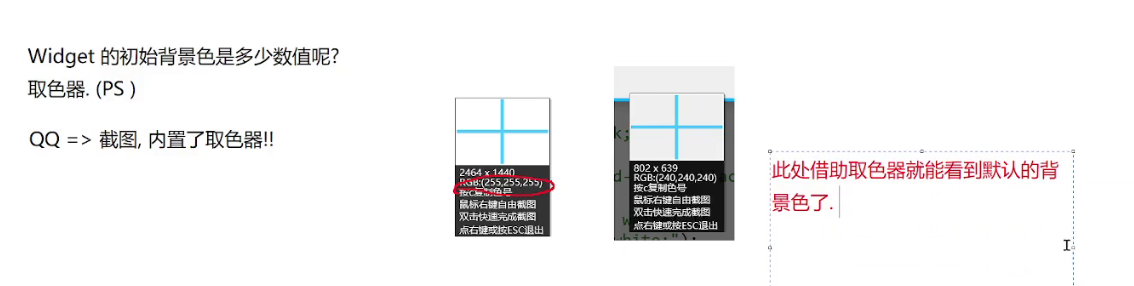 Widget 的初始背景色是多少数值呢?
取色器. (PS )
QQ => 截图, 内置了取色器!!
2464 x 1440
RGB:(255,255,255)
按c复制色号
鼠标右键自由截图
双击快速完成截图
点右键或按ESC退出
k;
802 x 639
RGB:(240,240,240)
按c复制色号
鼠标右键自由截图
双击快速完成截图
点右键或按ESC退出
此处借助取色器就能看到默认的背
景色了.